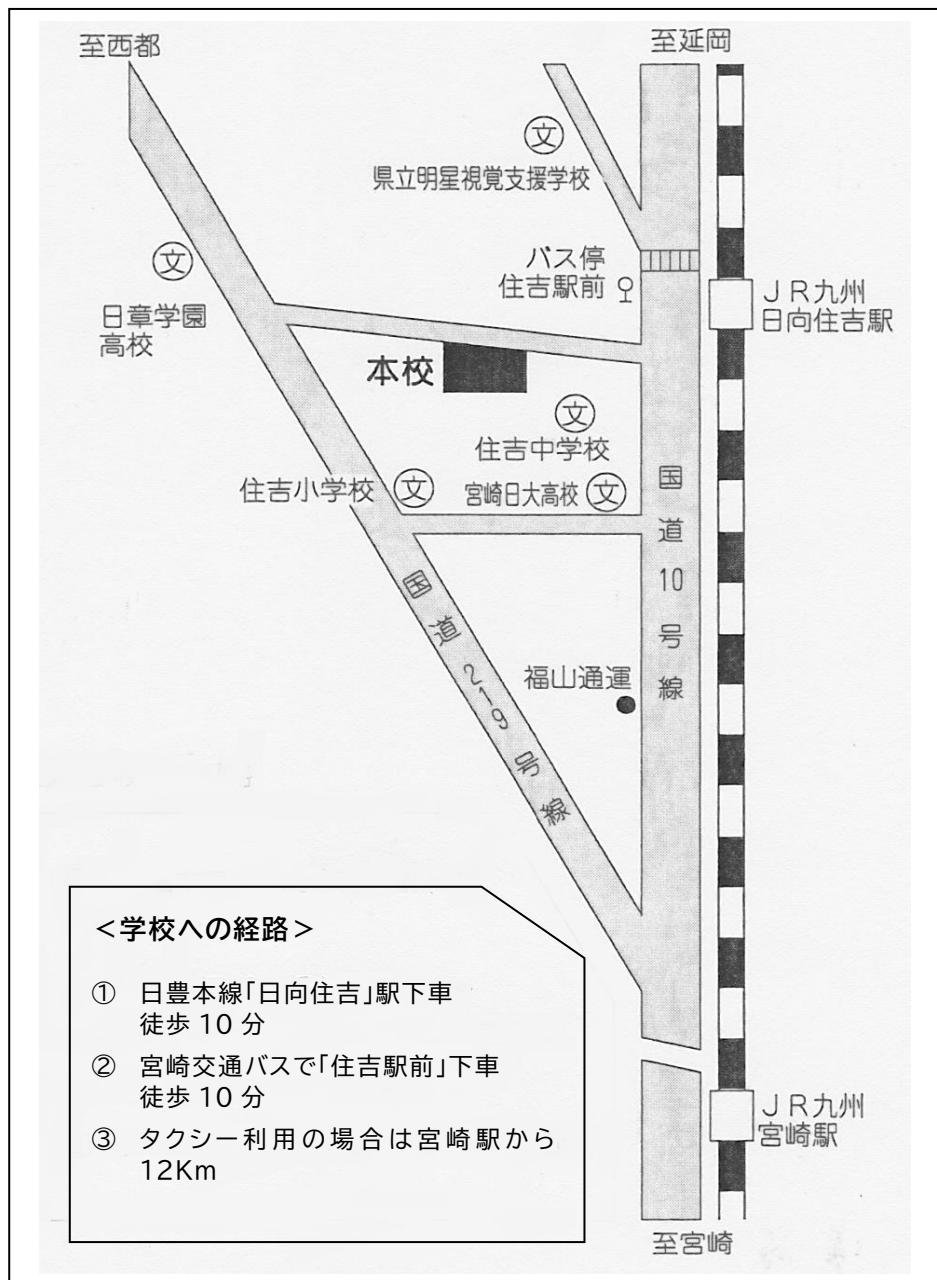 至西都
至延岡
文
県立明星視覚支援学校
バス停
住吉駅前
JR九州
日向住吉駅
文
日章学園
高校
本校
文
住吉中学校
住吉小学校 文
宮崎日大高校 文
国道10号線
国道219号線
福山通運
<学校への経路>
① 日豊本線「日向住吉」駅下車
徒歩 10 分
② 宮崎交通バスで「住吉駅前」下車
徒歩 10 分
③ タクシー利用の場合は宮崎駅から
12Km
JR九州
宮崎駅
至宮崎